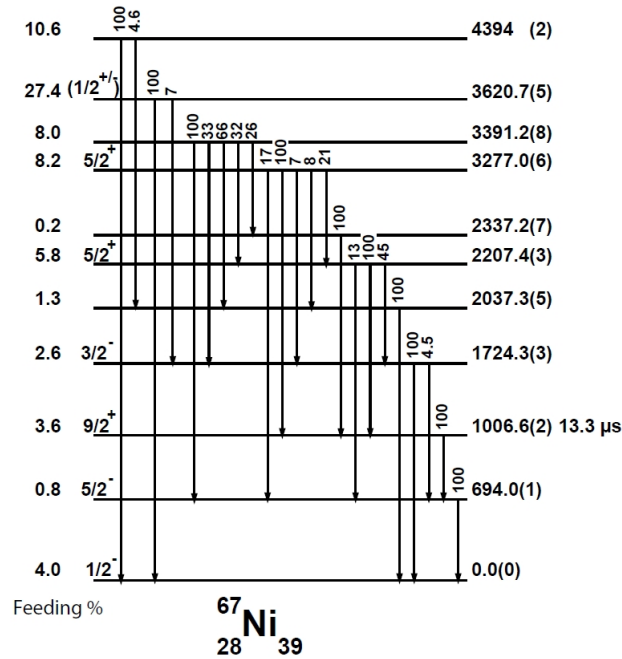 10.6 100 4.6 4394 (2)
27.4 (1/2+/- 100 7 3620.7(5)
8.0 100 33 66 32 26 3391.2(8)
8.2 5/2+ 17 100 7 8 21 3277.0(6)
0.2 100 2337.2(7)
5.8 5/2+ 13 100 45 2207.4(3)
1.3 100 2037.3(5)
2.6 3/2- 100 4.5 1724.3(3)
3.6 9/2+ 100 1006.6(2) 13.3 µs
0.8 5/2- 100 694.0(1)
4.0 1/2- 0.0(0)
Feeding %
67
28Ni39